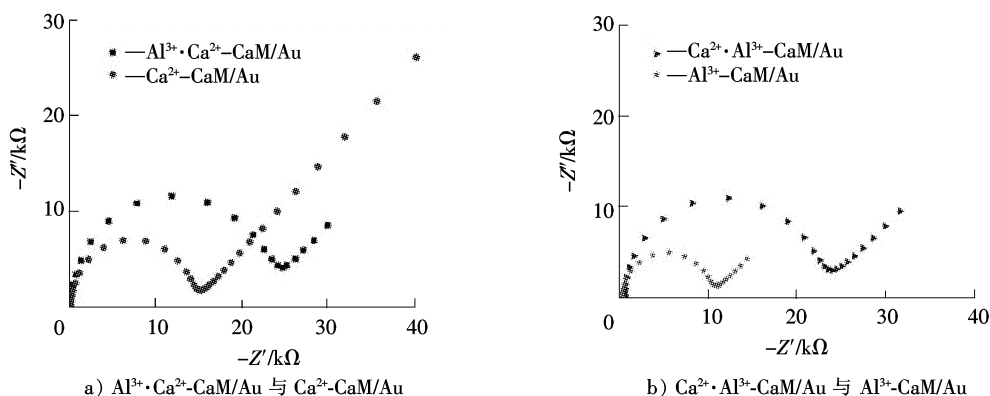 30
20
10
0
10
20
30
40
-Z″/kΩ
-Z′/kΩ
—Al³⁺·Ca²⁺-CaM/Au
—Ca²⁺-CaM/Au
a) Al³⁺·Ca²⁺-CaM/Au 与 Ca²⁺-CaM/Au
30
20
10
0
10
20
30
40
-Z″/kΩ
-Z′/kΩ
—Ca²⁺·Al³⁺-CaM/Au
—Al³⁺-CaM/Au
b) Ca²⁺·Al³⁺-CaM/Au 与 Al³⁺-CaM/Au